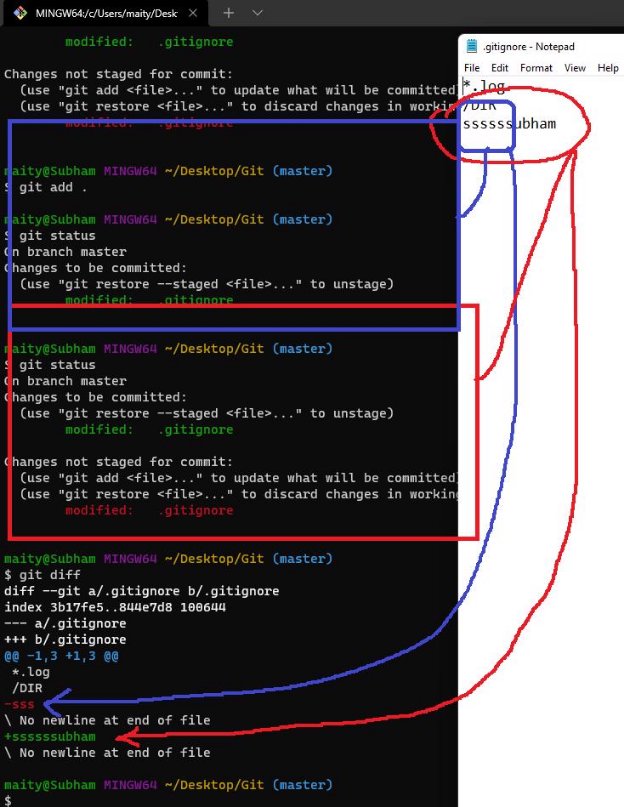 MINGW64:/c/Users/maity/Deskt
modified: .gitignore
Changes not staged for commit:
(use "git add <file>..." to update what will be committed)
(use "git restore <file>..." to discard changes in working
modified: .gitignore
maity@Subham MINGW64 ~/Desktop/Git (master)
$ git add .
maity@Subham MINGW64 ~/Desktop/Git (master)
$ git status
On branch master
Changes to be committed:
(use "git restore --staged <file>..." to unstage)
modified: .gitignore
maity@Subham MINGW64 ~/Desktop/Git (master)
$ git status
On branch master
Changes to be committed:
(use "git restore --staged <file>..." to unstage)
modified: .gitignore
Changes not staged for commit:
(use "git add <file>..." to update what will be committed)
(use "git restore <file>..." to discard changes in working
modified: .gitignore
maity@Subham MINGW64 ~/Desktop/Git (master)
$ git diff
diff --git a/.gitignore b/.gitignore
index 3b17fe5..844e7d8 100644
--- a/.gitignore
+++ b/.gitignore
@@ -1,3 +1,3 @@
*.log
/DIR
-sss
\ No newline at end of file
+ssssssubham
\ No newline at end of file
maity@Subham MINGW64 ~/Desktop/Git (master)
$
.gitignore - Notepad
File Edit Format View Help
*.log
/DIR
ssssssubham